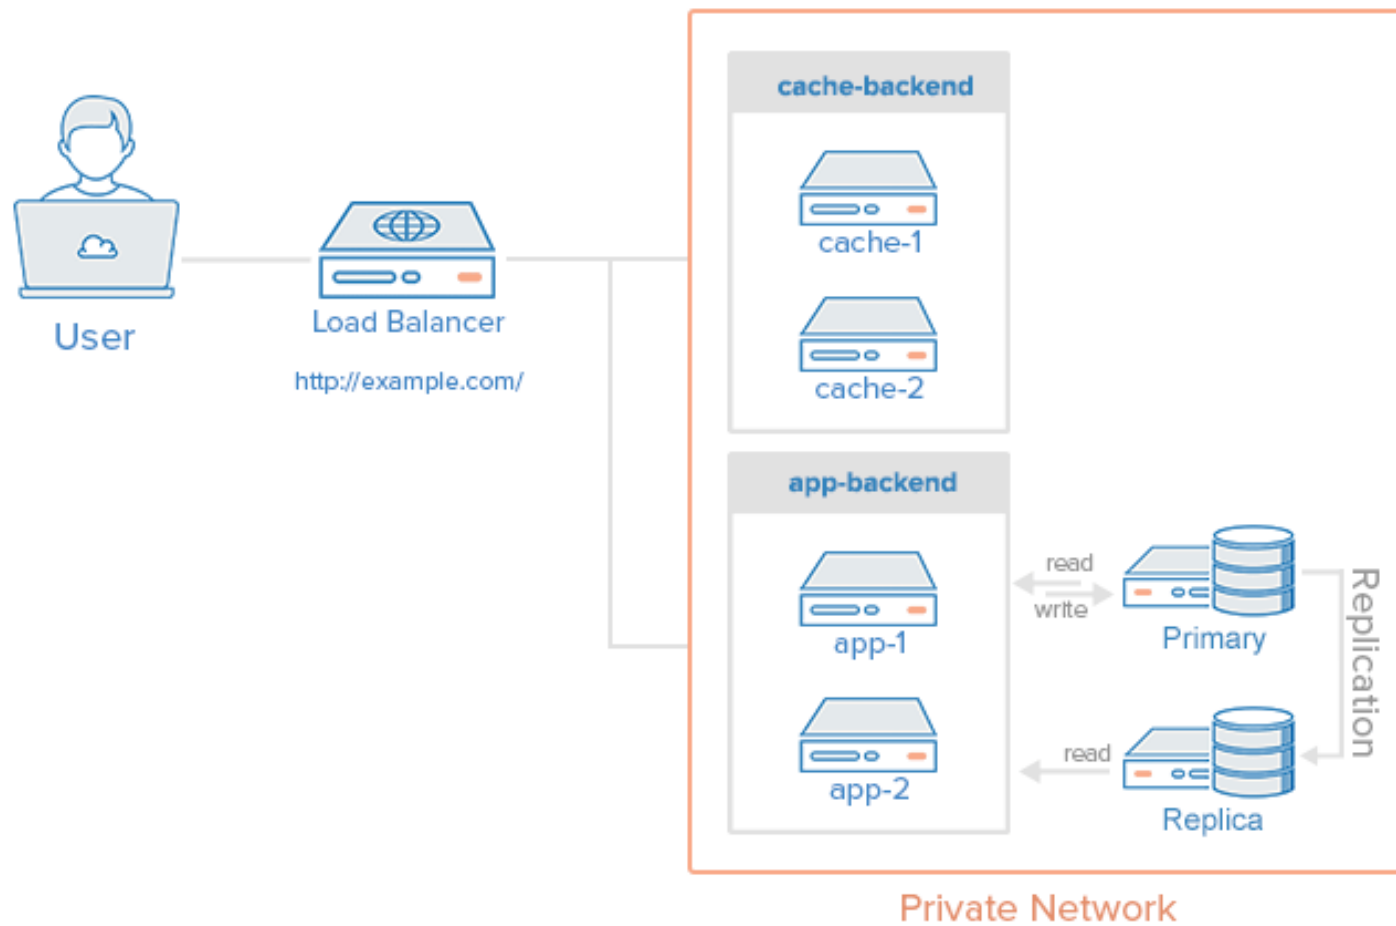 cache-backend
cache-1
cache-2
User
Load Balancer
http://example.com/
app-backend
app-1
app-2
read
write
Primary
read
Replica
Replication
Private Network